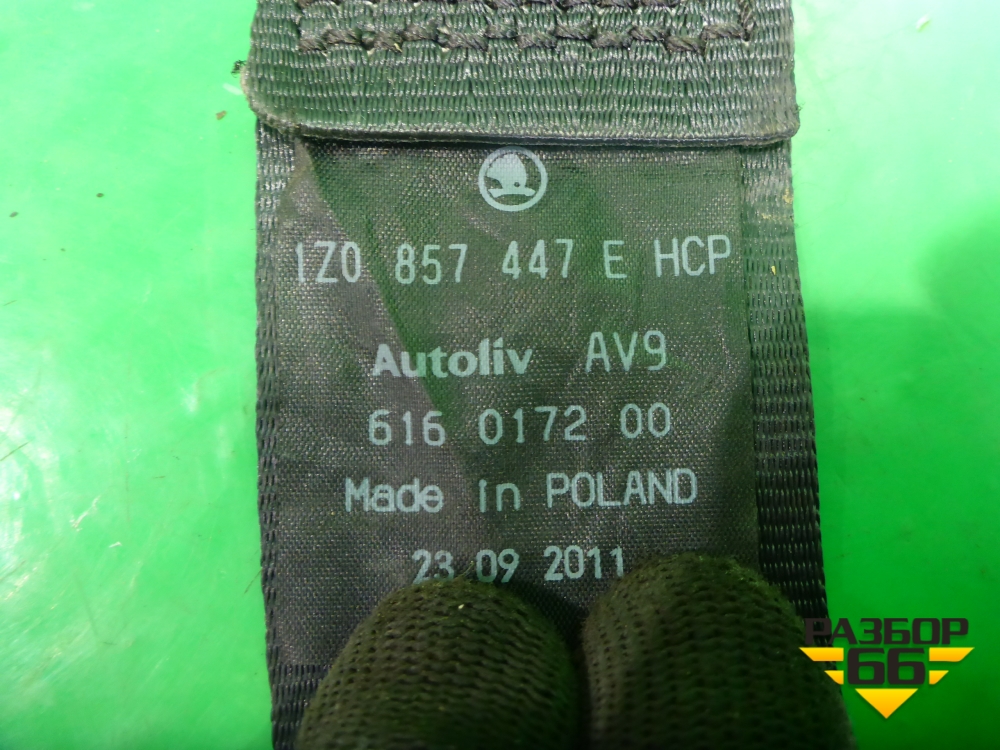 1Z0 857 447 E HCP
Autoliv AV9
616 0172 00
Made in POLAND
23 09 2011
РАЗБОР
66